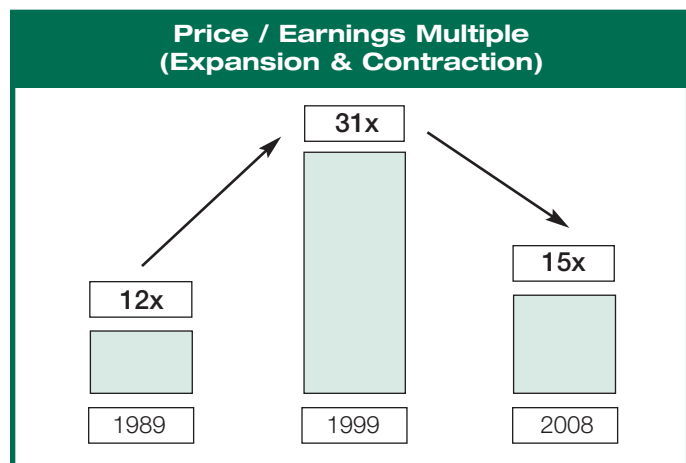 Price / Earnings Multiple
(Expansion & Contraction)
31x
15x
12x
1989
1999
2008